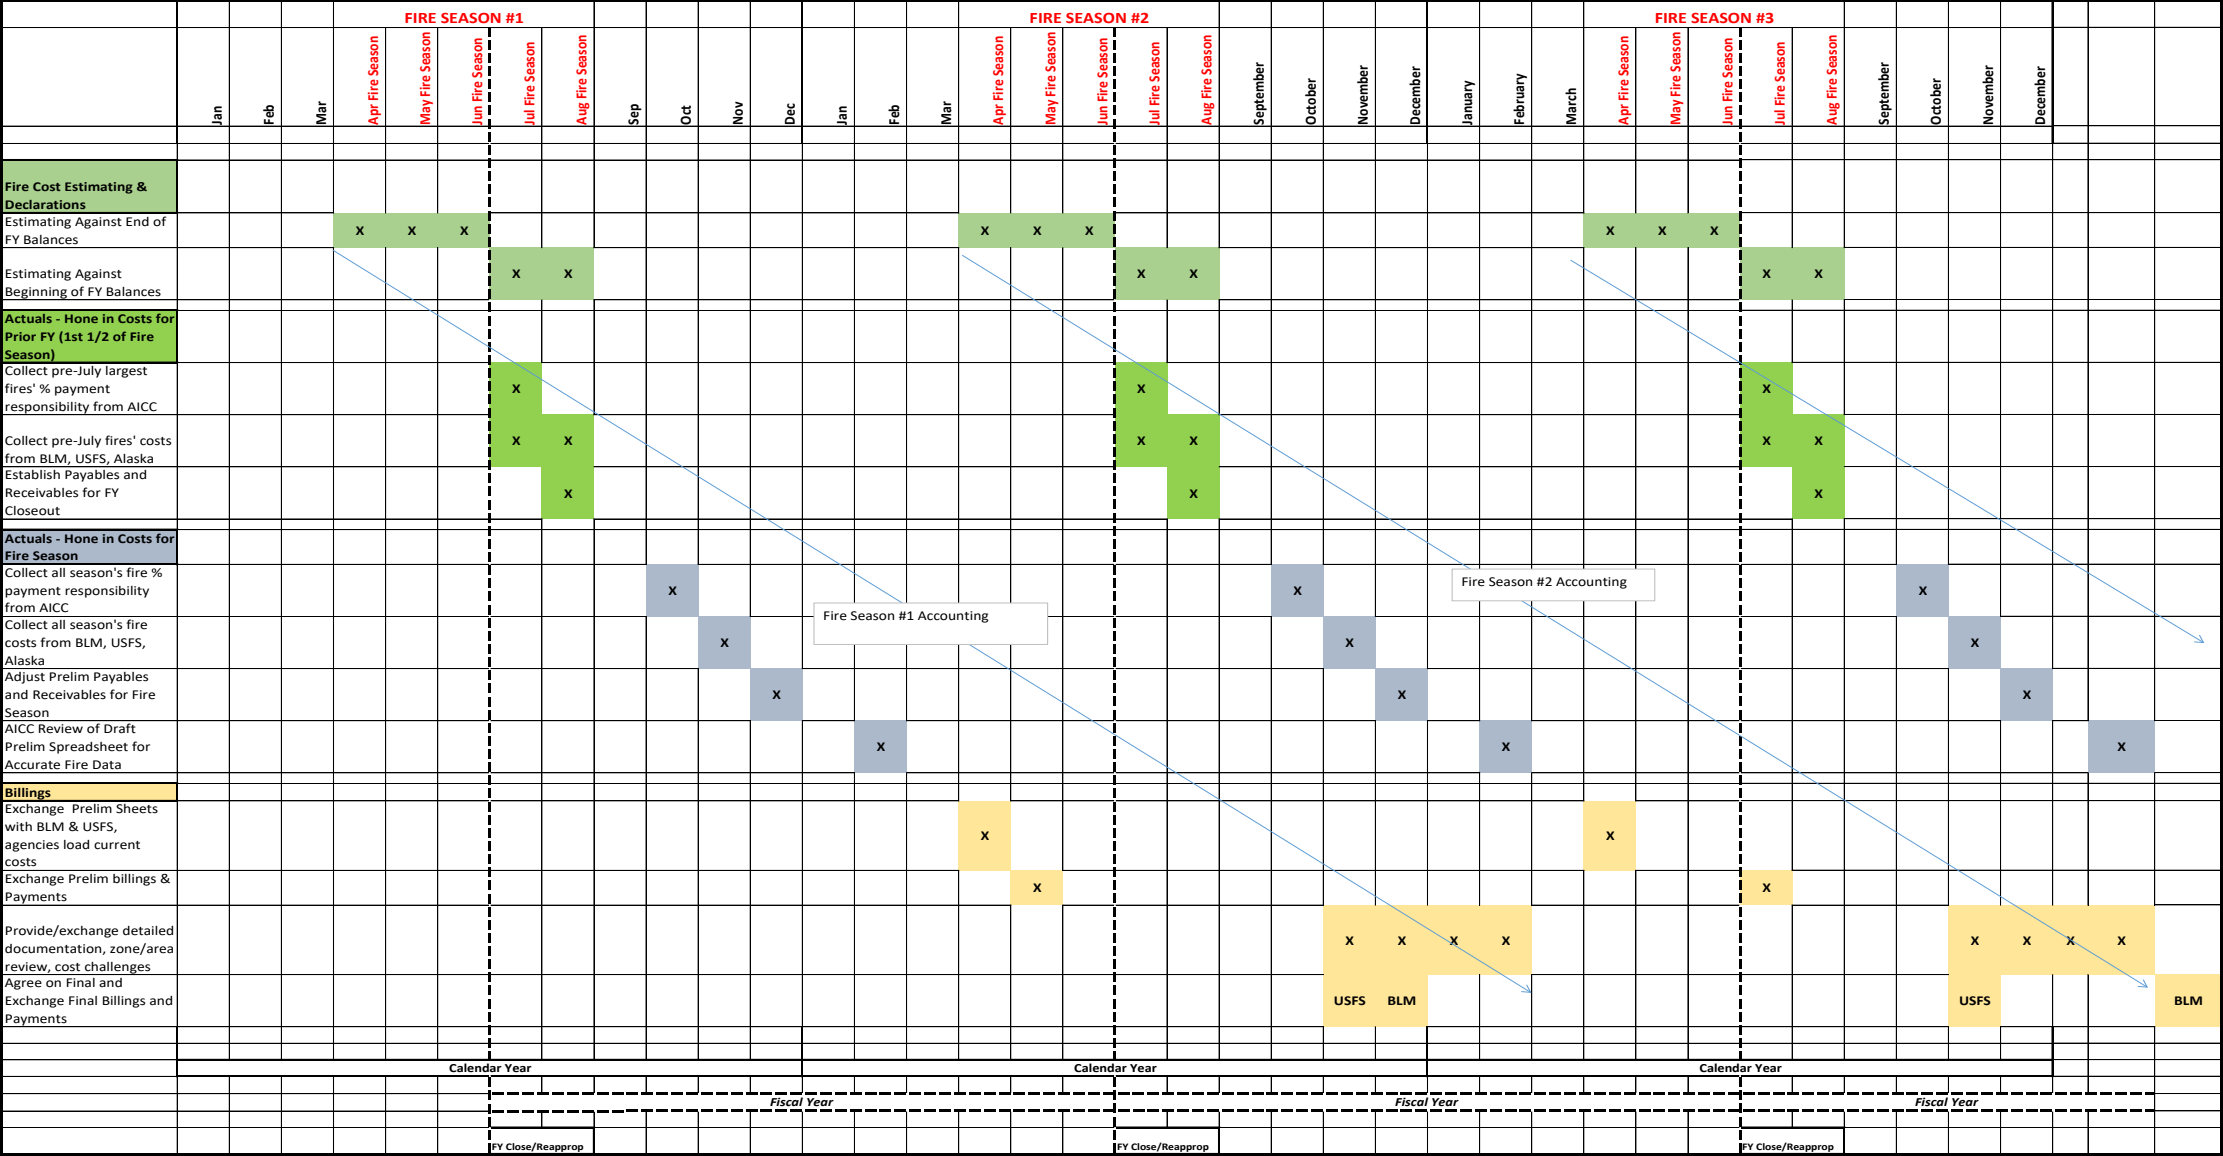 FIRE SEASON #1
FIRE SEASON #2
FIRE SEASON #3
Jan
Feb
Mar
Apr Fire Season
May Fire Season
Jun Fire Season
Jul Fire Season
Aug Fire Season
Sep
Oct
Nov
Dec
Jan
Feb
Mar
Apr Fire Season
May Fire Season
Jun Fire Season
Jul Fire Season
Aug Fire Season
September
October
November
December
January
February
March
Apr Fire Season
May Fire Season
Jun Fire Season
Jul Fire Season
Aug Fire Season
September
October
November
December
Fire Cost Estimating &
Declarations
Estimating Against End of
FY Balances
x x x x x x x x x
Estimating Against
Beginning of FY Balances
x x x x x x
Actuals - Hone in Costs for
Prior FY (1st 1/2 of Fire
Season)
Collect pre-July largest
fires' % payment
responsibility from AICC
x x x
Collect pre-July fires' costs
from BLM, USFS, Alaska
x x x x x x
Establish Payables and
Receivables for FY
Closeout
x x x
Actuals - Hone in Costs for
Fire Season
Collect all season's fire %
payment responsibility
from AICC
x x x
Fire Season #1 Accounting
Fire Season #2 Accounting
Collect all season's fire
costs from BLM, USFS,
Alaska
x x x
Adjust Prelim Payables
and Receivables for Fire
Season
x x x
AICC Review of Draft
Prelim Spreadsheet for
Accurate Fire Data
x x x
Billings
Exchange Prelim Sheets
with BLM & USFS,
agencies load current
costs
x x
Exchange Prelim billings &
Payments
x x
Provide/exchange detailed
documentation, zone/area
review, cost challenges
x x x x x x x x
Agree on Final and
Exchange Final Billings and
Payments
USFS BLM USFS BLM
Calendar Year Calendar Year Calendar Year
Fiscal Year Fiscal Year Fiscal Year
FY Close/Reapprop FY Close/Reapprop FY Close/Reapprop